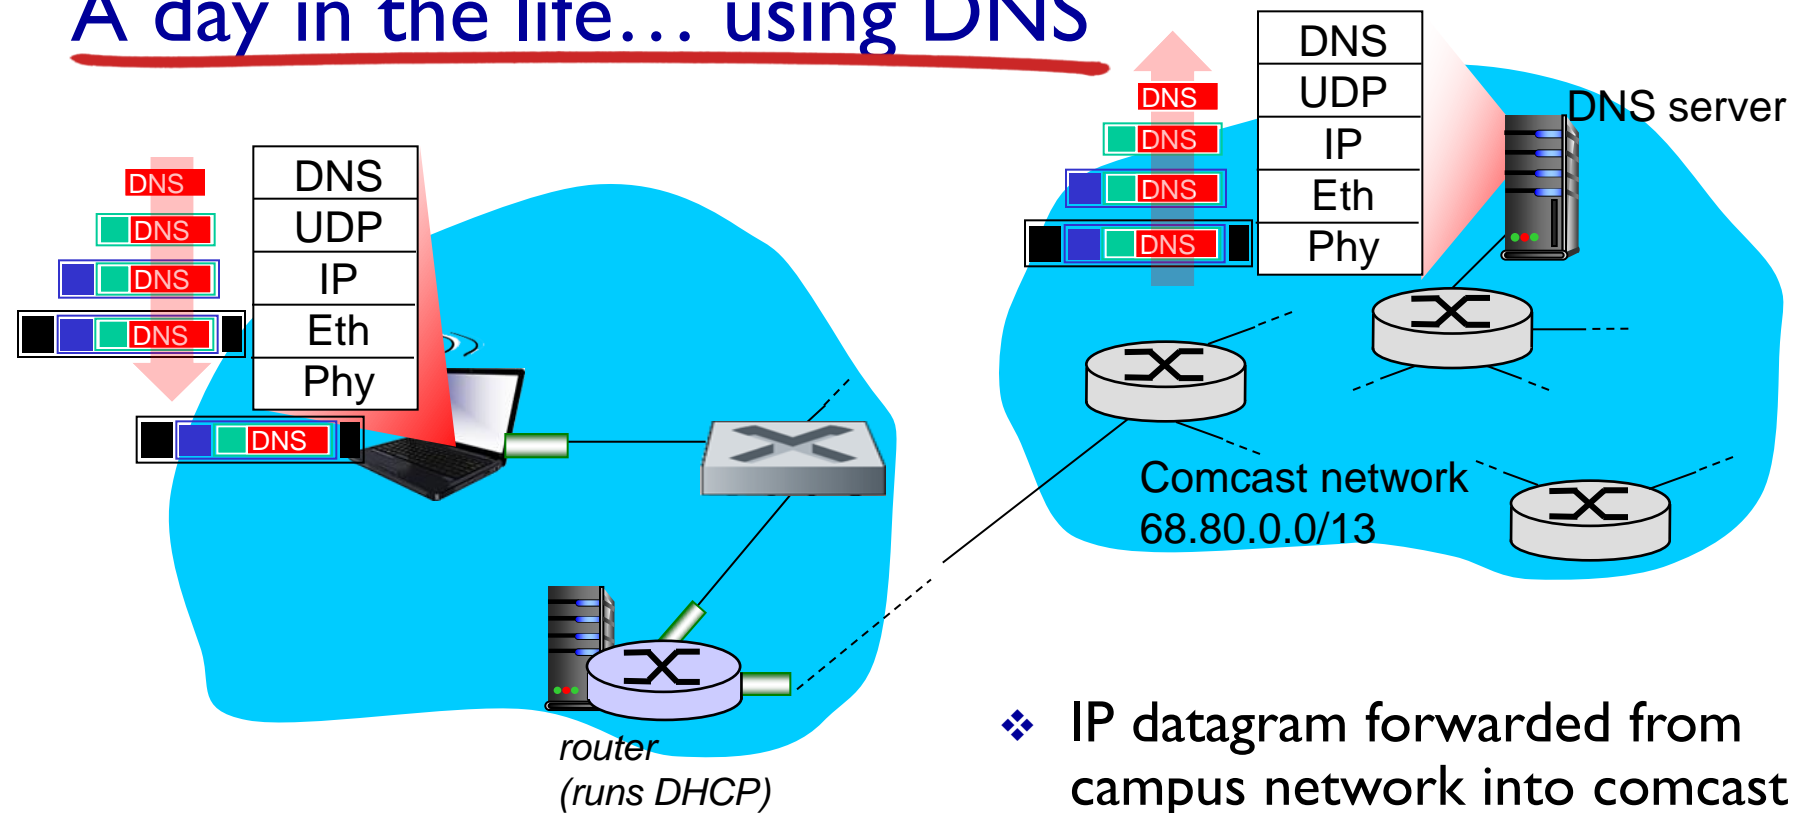 A day in the life… using DNS
DNS
UDP
IP
Eth
Phy
DNS
DNS
DNS
DNS
DNS server
DNS
UDP
IP
Eth
Phy
DNS
DNS
DNS
DNS
DNS
Comcast network
68.80.0.0/13
router
(runs DHCP)
❖ IP datagram forwarded from
campus network into comcast